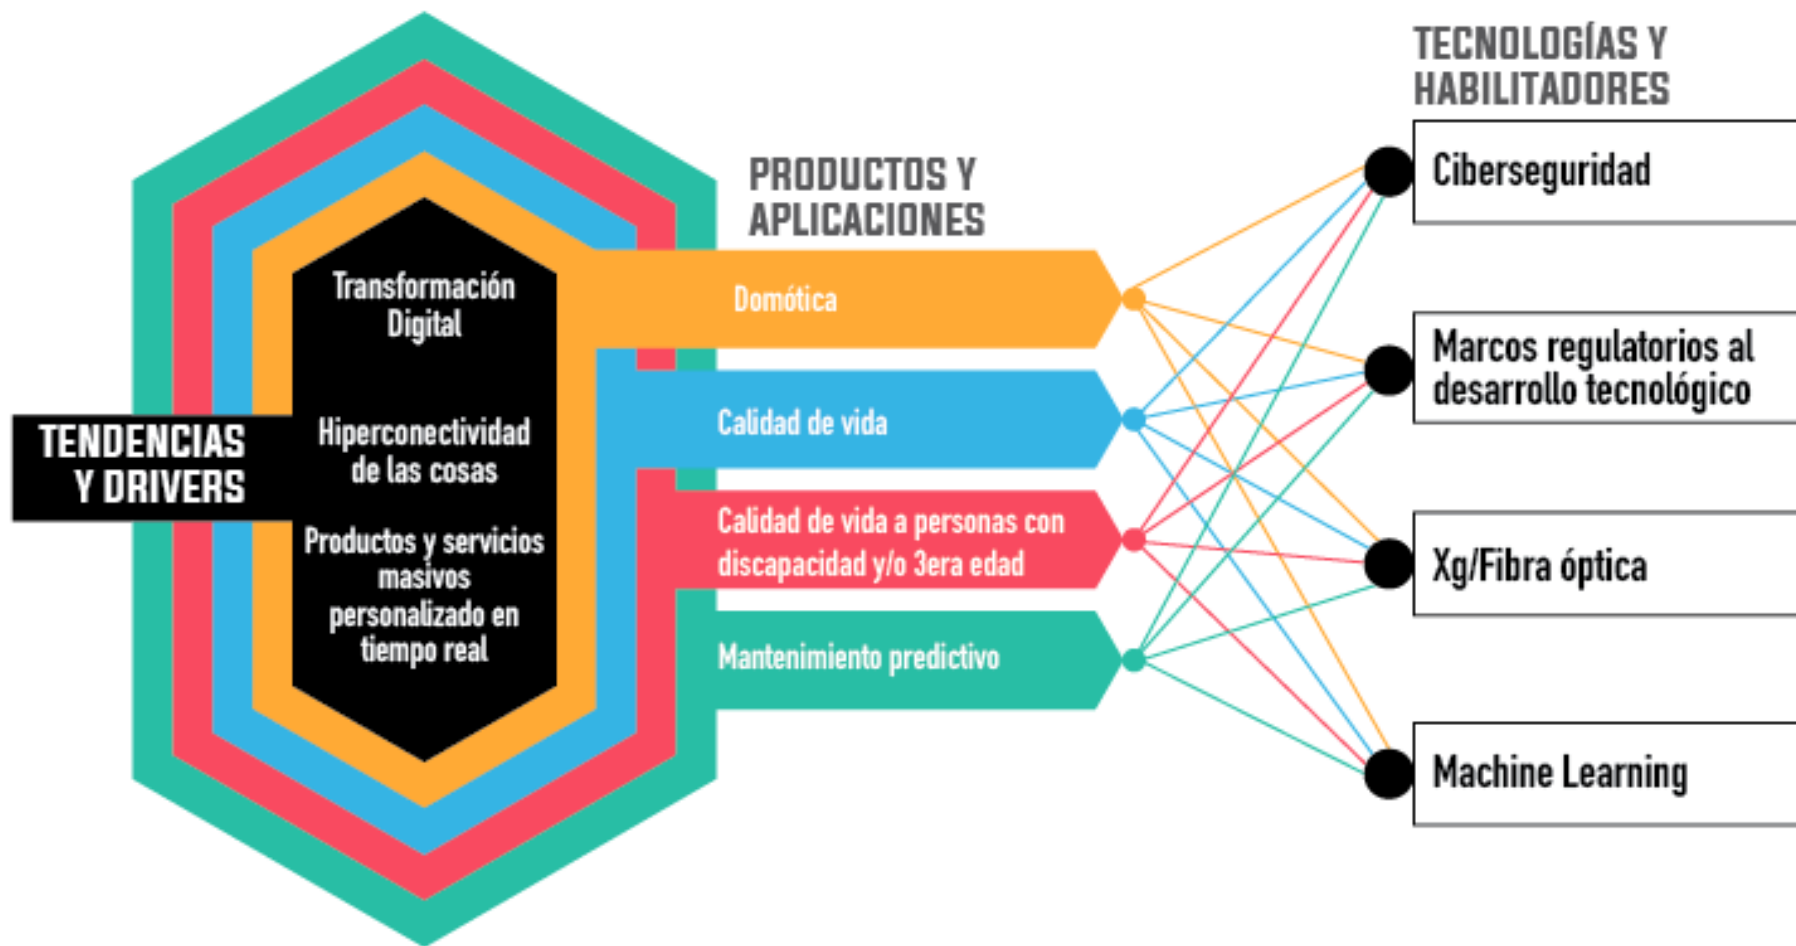 TENDENCIAS
Y DRIVERS
Transformación
Digital
Hiperconectividad
de las cosas
Productos y servicios
masivos
personalizado en
tiempo real
PRODUCTOS Y
APLICACIONES
Domótica
Calidad de vida
Calidad de vida a personas con
discapacidad y/o 3era edad
Mantenimiento predictivo
TECNOLOGÍAS Y
HABILITADORES
Ciberseguridad
Marcos regulatorios al
desarrollo tecnológico
Xg/Fibra óptica
Machine Learning